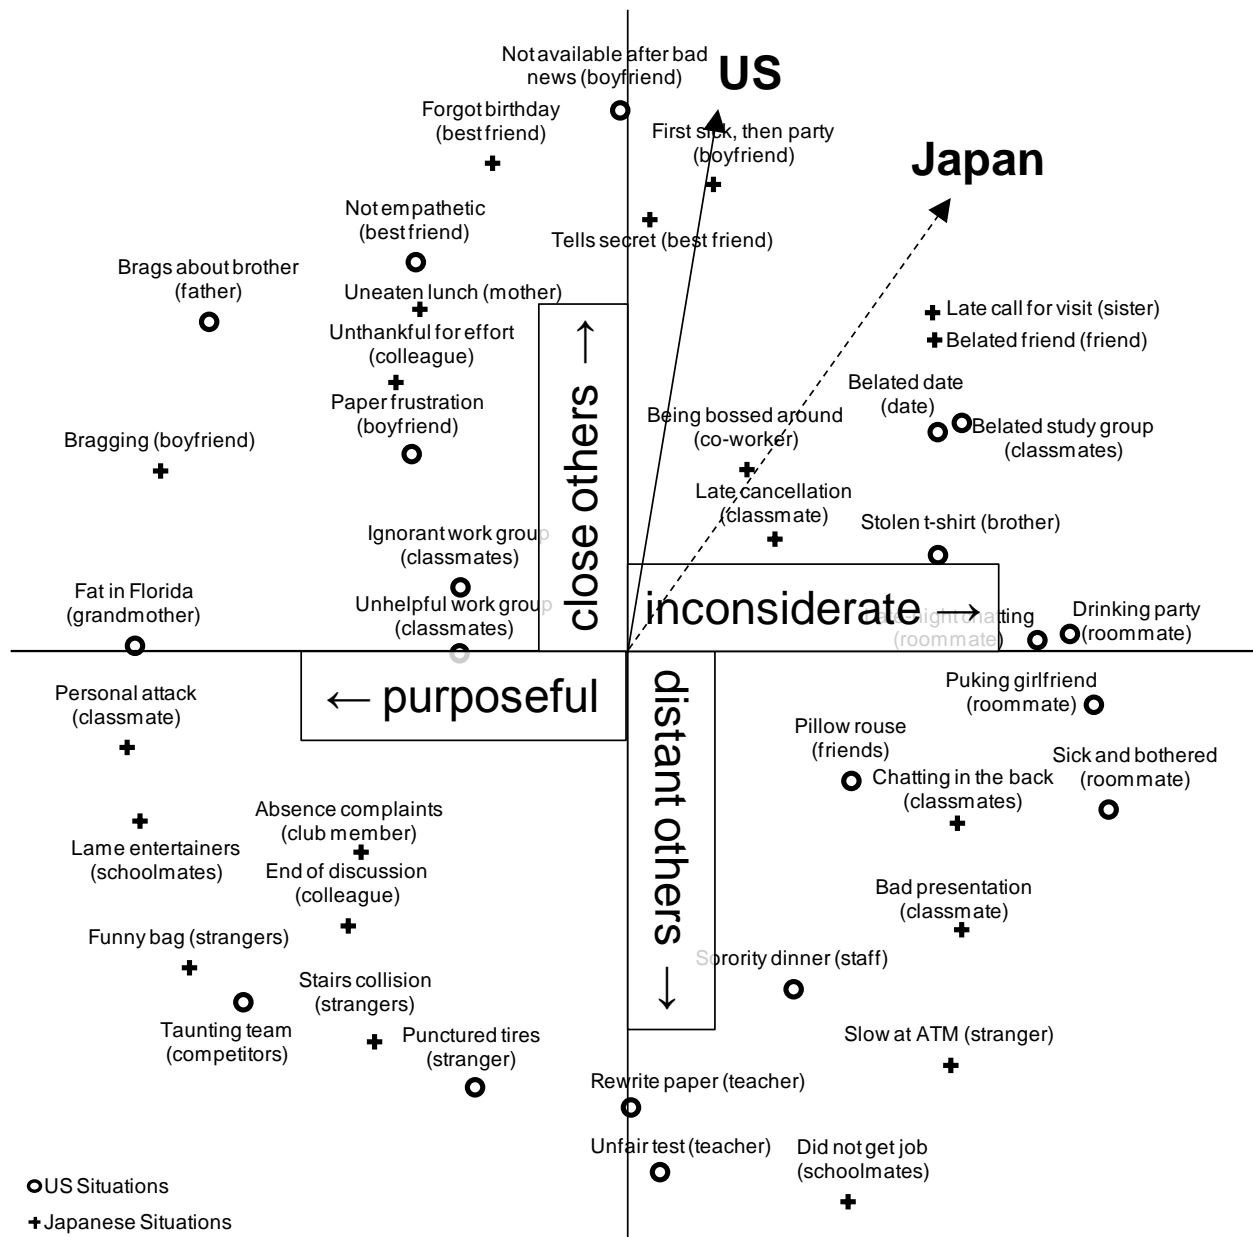 Not available after bad
news (boyfriend)
US
Forgot birthday
(best friend)
First sick, then party
(boyfriend)
Japan
Not empathetic
(best friend)
Tells secret (best friend)
Brags about brother
(father)
Uneaten lunch (mother)
Late call for visit (sister)
Unthankful for effort
(colleague)
Belated friend (friend)
Belated date
(date)
Paper frustration
(boyfriend)
Being bossed around
(co-worker)
Belated study group
(classmates)
Bragging (boyfriend)
close others →
Late cancellation
(classmate)
Stolen t-shirt (brother)
Ignorant work group
(classmates)
Fat in Florida
(grandmother)
Unhelpful work group
(classmates)
inconsiderate →
Late-night chatting
(roommate)
Drinking party
(roommate)
← purposeful
distant others →
Personal attack
(classmate)
Puking girlfriend
(roommate)
Pillow rouse
(friends)
Sick and bothered
(roommate)
Chatting in the back
(classmates)
Absence complaints
(club member)
Lame entertainers
(schoolmates)
End of discussion
(colleague)
Bad presentation
(classmate)
Funny bag (strangers)
Sorority dinner (staff)
Stairs collision
(strangers)
Taunting team
(competitors)
Punctured tires
(stranger)
Slow at ATM (stranger)
Rewrite paper (teacher)
Unfair test (teacher)
Did not get job
(schoolmates)
US Situations
Japanese Situations